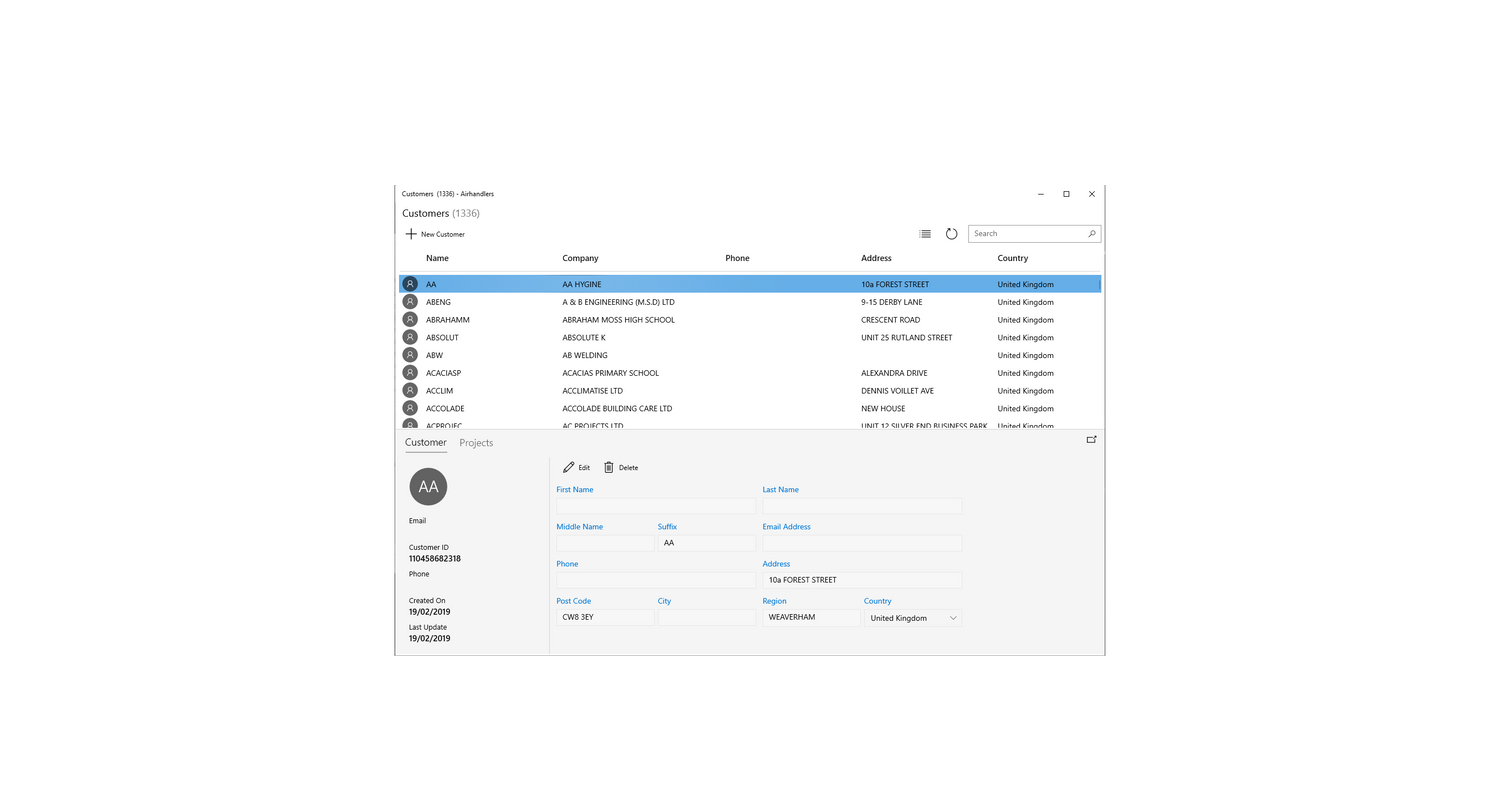 Customers (1336) - Airhandlers
Customers (1336)
New Customer
Search
Name Company Phone Address Country
AA AA HYGINE 10a FOREST STREET United Kingdom
ABENG A & B ENGINEERING (M.S.D) LTD 9-15 DERBY LANE United Kingdom
ABRAHAMM ABRAHAM MOSS HIGH SCHOOL CRESCENT ROAD United Kingdom
ABSOLUT ABSOLUTE K UNIT 25 RUTLAND STREET United Kingdom
ABW AB WELDING United Kingdom
ACACIASP ACACIAS PRIMARY SCHOOL ALEXANDRA DRIVE United Kingdom
ACCLIM ACCLIMATISE LTD DENNIS VOILLET AVE United Kingdom
ACCOLADE ACCOLADE BUILDING CARE LTD NEW HOUSE United Kingdom
ACPROJEC AC PROJECTS LTD UNIT 12 SILVER END BUSINESS PARK United Kingdom
Customer Projects
AA
Email
Customer ID
110458682318
Phone
Created On
19/02/2019
Last Update
19/02/2019
Edit Delete
First Name Last Name
Middle Name Suffix Email Address
AA
Phone Address
10a FOREST STREET
Post Code City Region Country
CW8 3EY WEAVERHAM United Kingdom